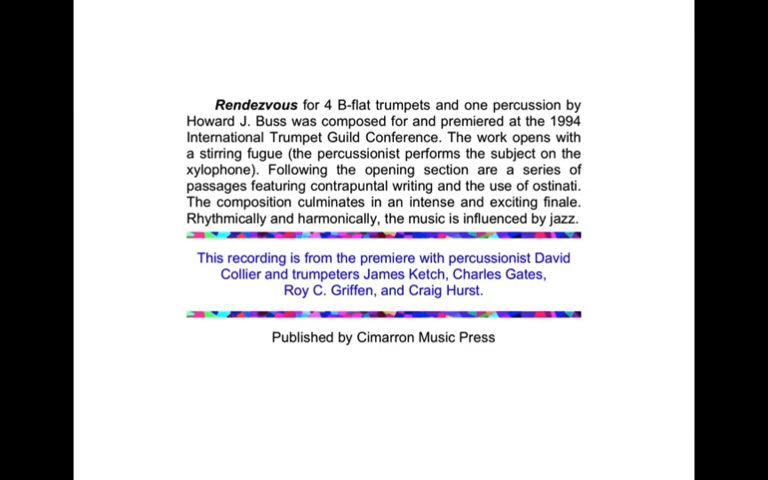 Rendezvous for 4 B-flat trumpets and one percussion by
Howard J. Buss was composed for and premiered at the 1994
International Trumpet Guild Conference. The work opens with
a stirring fugue (the percussionist performs the subject on the
xylophone). Following the opening section are a series of
passages featuring contrapuntal writing and the use of ostinati.
The composition culminates in an intense and exciting finale.
Rhythmically and harmonically, the music is influenced by jazz.
This recording is from the premiere with percussionist David
Collier and trumpeters James Ketch, Charles Gates,
Roy C. Griffen, and Craig Hurst.
Published by Cimarron Music Press